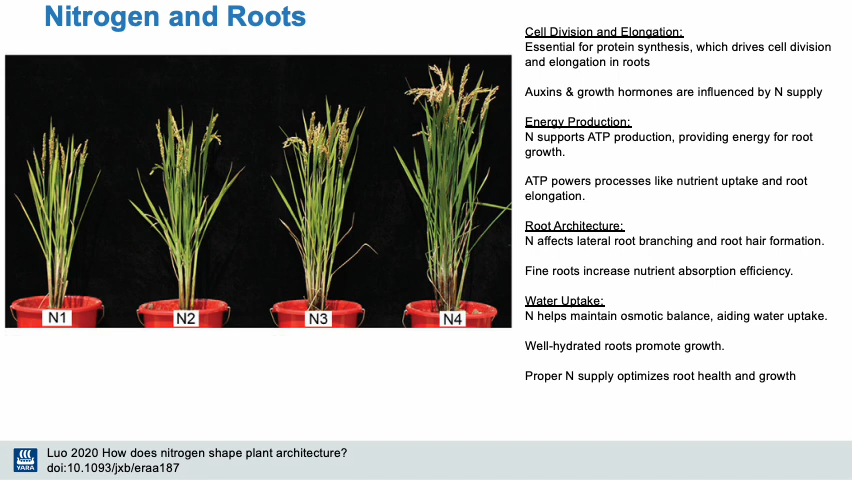 Nitrogen and Roots
Cell Division and Elongation:
Essential for protein synthesis, which drives cell division
and elongation in roots
Auxins & growth hormones are influenced by N supply
Energy Production:
N supports ATP production, providing energy for root
growth.
ATP powers processes like nutrient uptake and root
elongation.
Root Architecture:
N affects lateral root branching and root hair formation.
Fine roots increase nutrient absorption efficiency.
Water Uptake:
N helps maintain osmotic balance, aiding water uptake.
Well-hydrated roots promote growth.
Proper N supply optimizes root health and growth
N1 N2 N3 N4
YARA
Luo 2020 How does nitrogen shape plant architecture?
doi:10.1093/jxb/eraa187